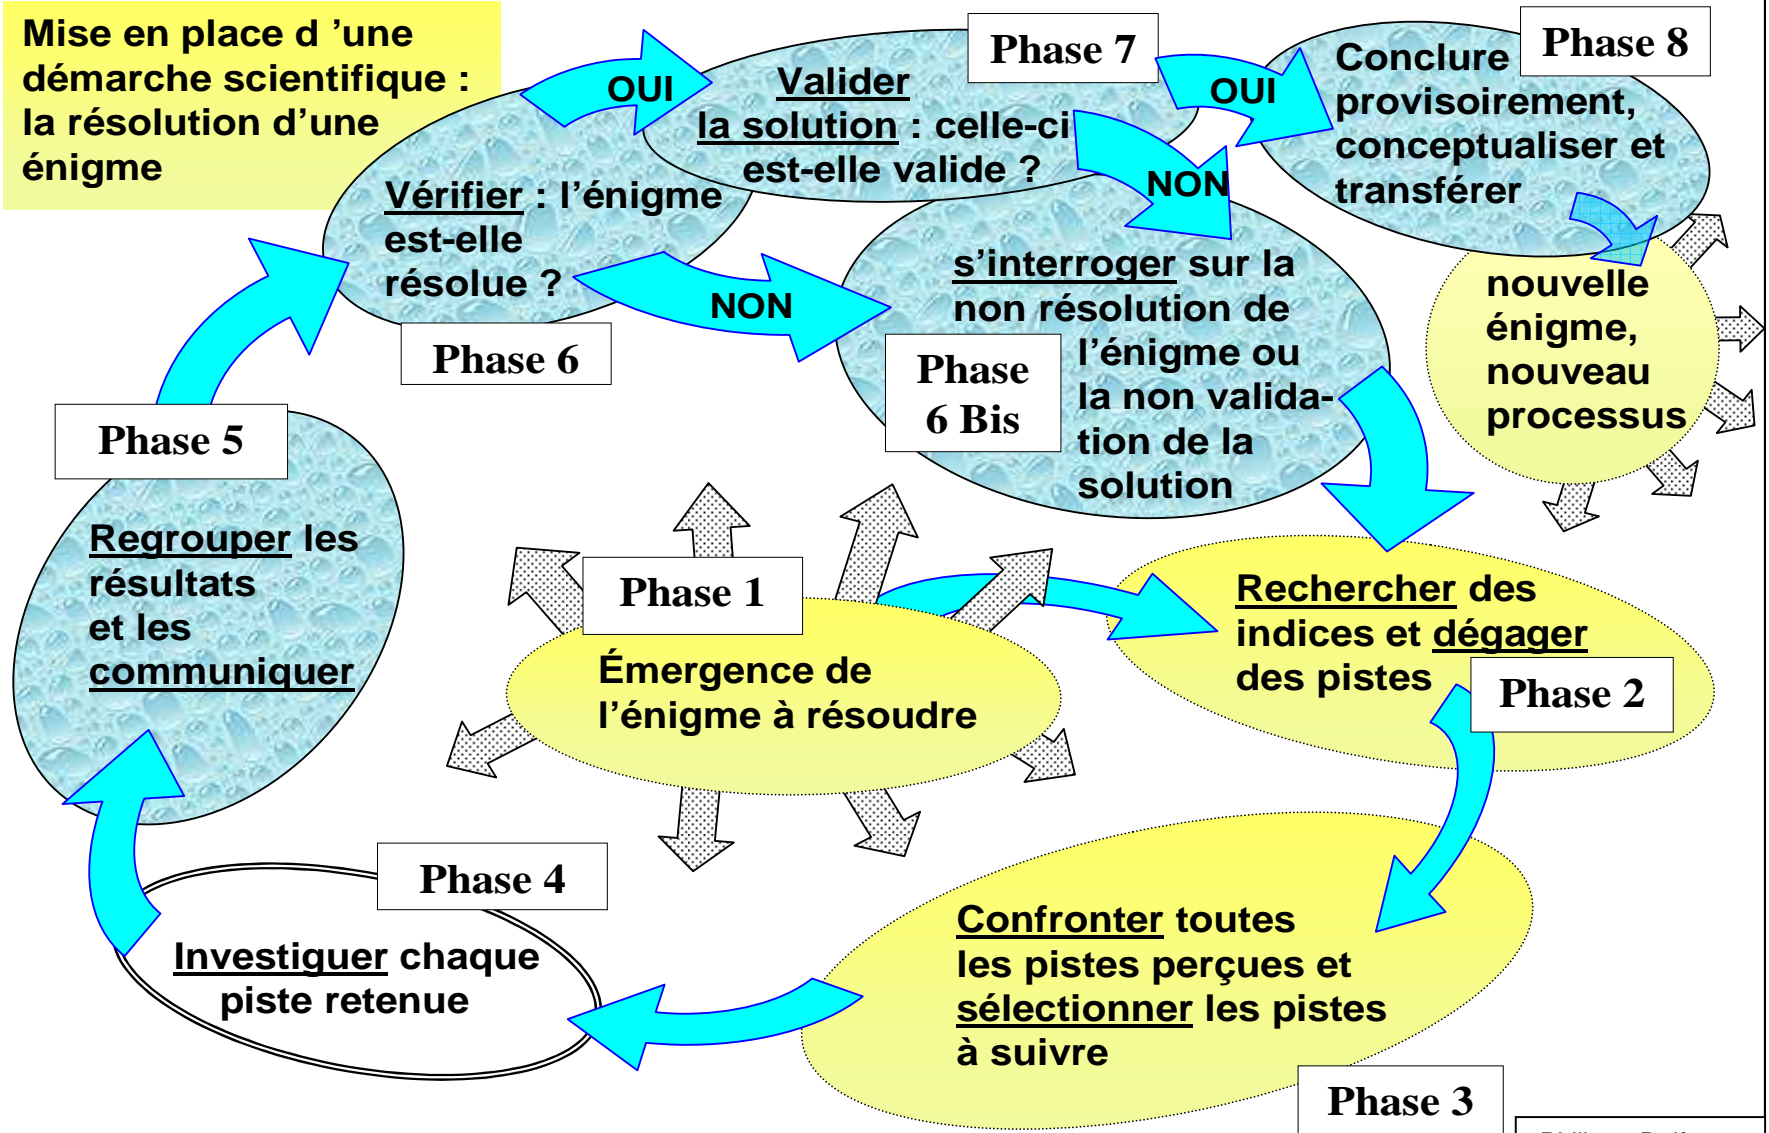 Mise en place d ’une
démarche scientifique :
la résolution d’une
énigme
Phase 1
Émergence de
l’énigme à résoudre
Rechercher des
indices et dégager
des pistes
Phase 2
Confronter toutes
les pistes perçues et
sélectionner les pistes
à suivre
Phase 3
Phase 4
Investiguer chaque
piste retenue
Phase 5
Regrouper les
résultats
et les
communiquer
Vérifier : l’énigme
est-elle
résolue ?
Phase 6
OUI
NON
Phase 7
Valider
la solution : celle-ci
est-elle valide ?
OUI
NON
s’interroger sur la
non résolution de
l’énigme ou
la non valida-
tion de la
solution
Phase
6 Bis
Phase 8
Conclure
provisoirement,
conceptualiser et
transférer
nouvelle
énigme,
nouveau
processus